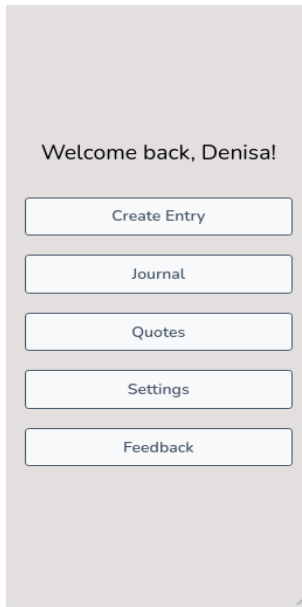 Welcome back, Denisa!
Create Entry
Journal
Quotes
Settings
Feedback